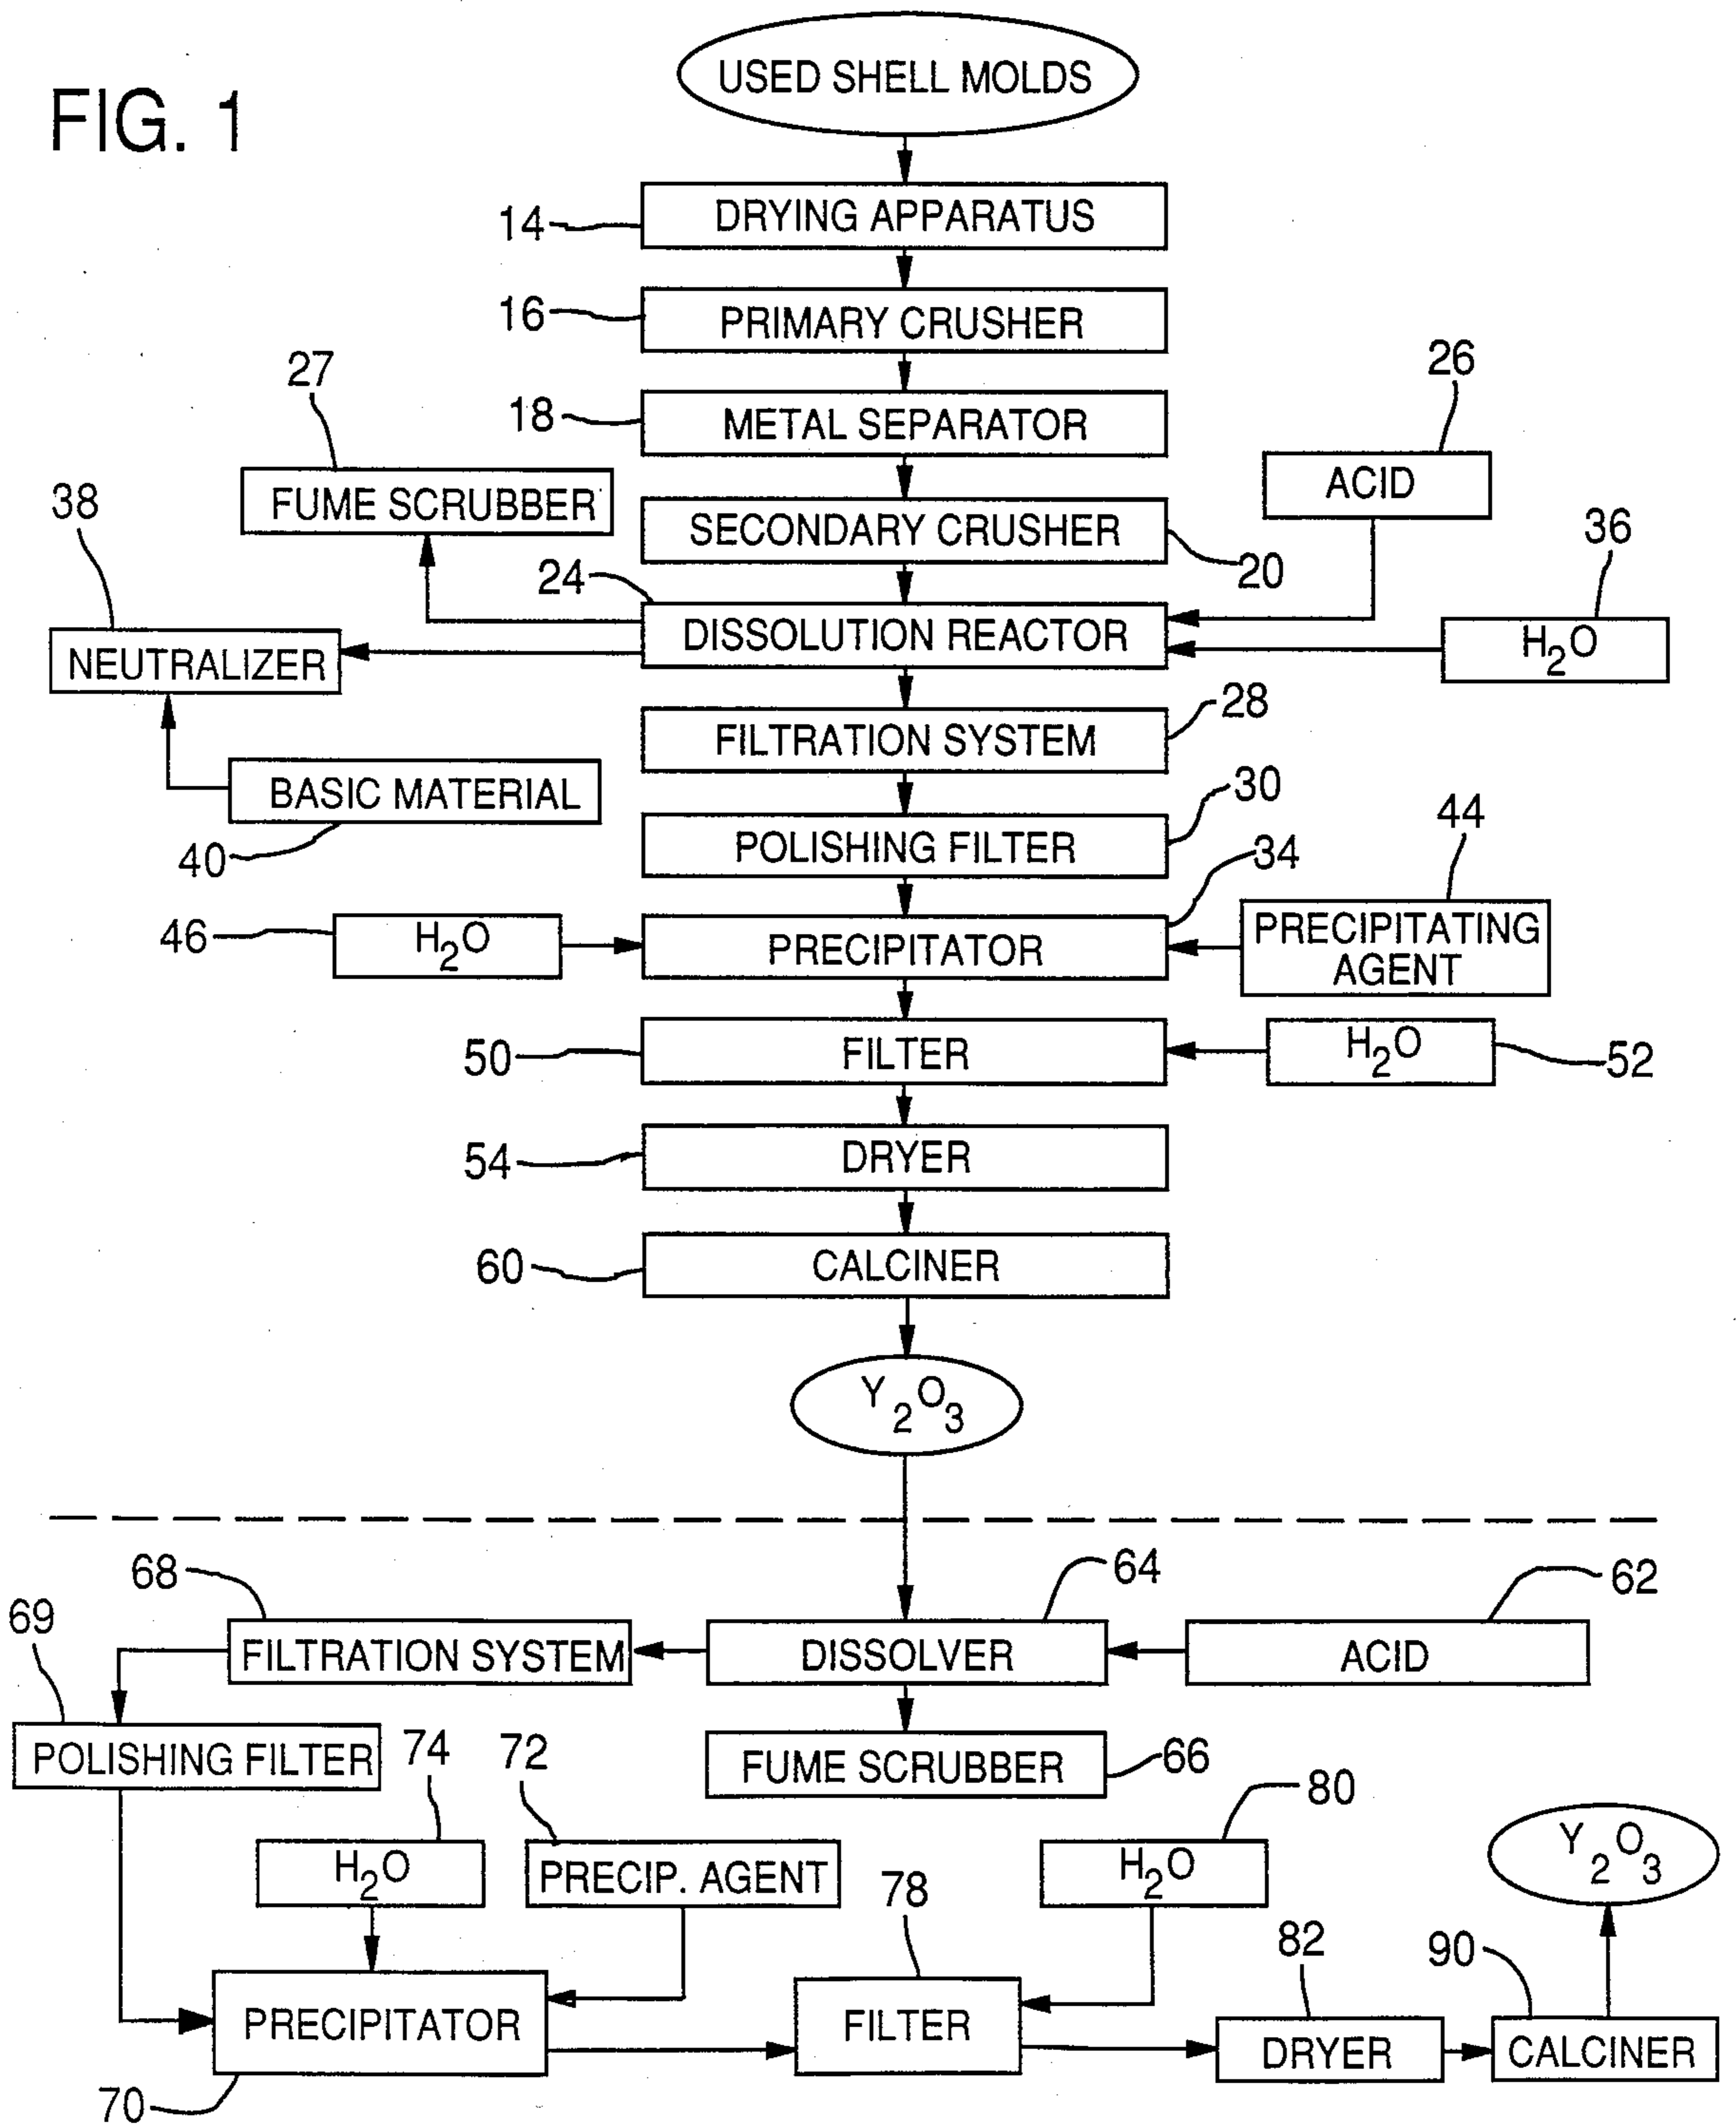 FIG. 1
USED SHELL MOLDS
14
DRYING APPARATUS
16
PRIMARY CRUSHER
27
18
METAL SEPARATOR
26
38
FUME SCRUBBER
ACID
SECONDARY CRUSHER
20
36
24
NEUTRALIZER
DISSOLUTION REACTOR
H₂O
FILTRATION SYSTEM
28
BASIC MATERIAL
40
POLISHING FILTER
30
34
44
46
H₂O
PRECIPITATOR
PRECIPITATING
AGENT
50
FILTER
H₂O
52
54
DRYER
60
CALCINER
Y₂O₃
68
64
62
69
FILTRATION SYSTEM
DISSOLVER
ACID
POLISHING FILTER
74
72
FUME SCRUBBER
66
80
H₂O
PRECIP. AGENT
78
H₂O
Y₂O₃
82
90
PRECIPITATOR
FILTER
DRYER
CALCINER
70